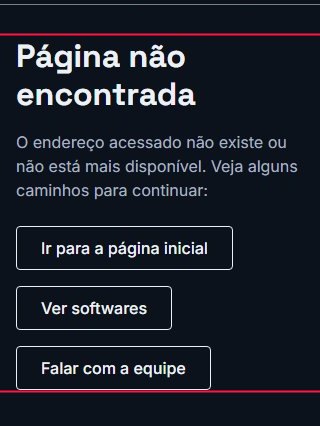 Página não
encontrada
O endereço acessado não existe ou
não está mais disponível. Veja alguns
caminhos para continuar:
Ir para a página inicial
Ver softwares
Falar com a equipe